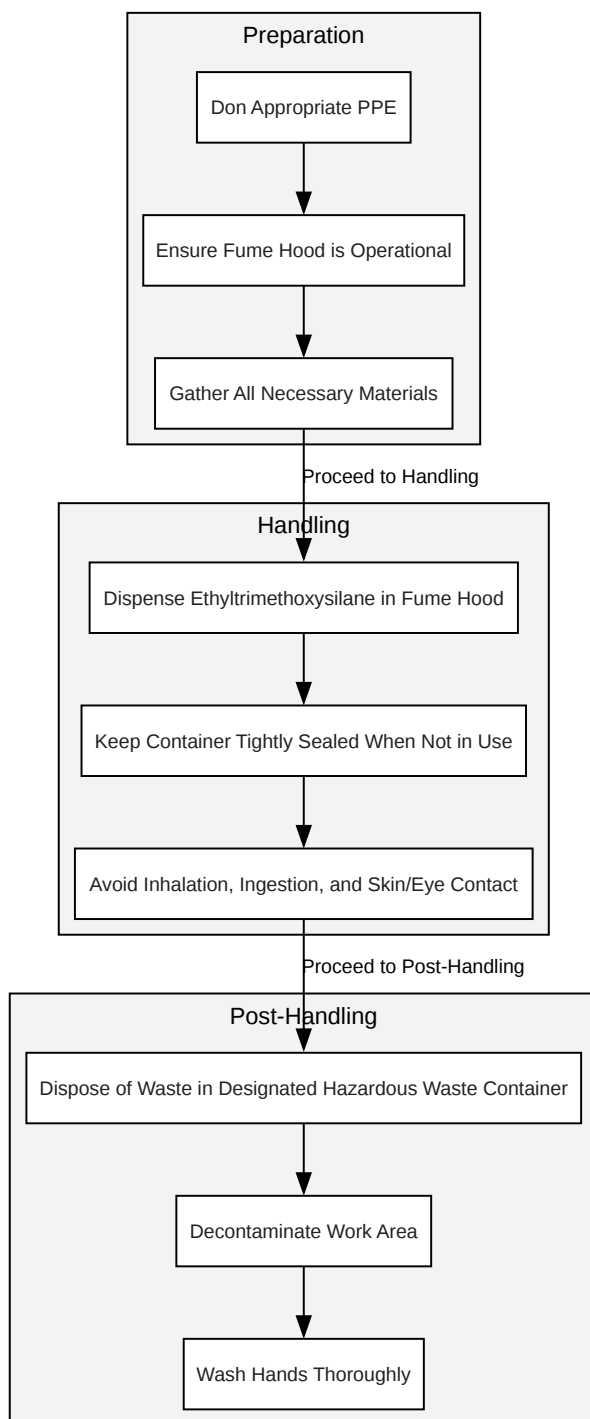 Preparation
Don Appropriate PPE
Ensure Fume Hood is Operational
Gather All Necessary Materials
Proceed to Handling
Handling
Dispense Ethyltrimethoxysilane in Fume Hood
Keep Container Tightly Sealed When Not in Use
Avoid Inhalation, Ingestion, and Skin/Eye Contact
Proceed to Post-Handling
Post-Handling
Dispose of Waste in Designated Hazardous Waste Container
Decontaminate Work Area
Wash Hands Thoroughly